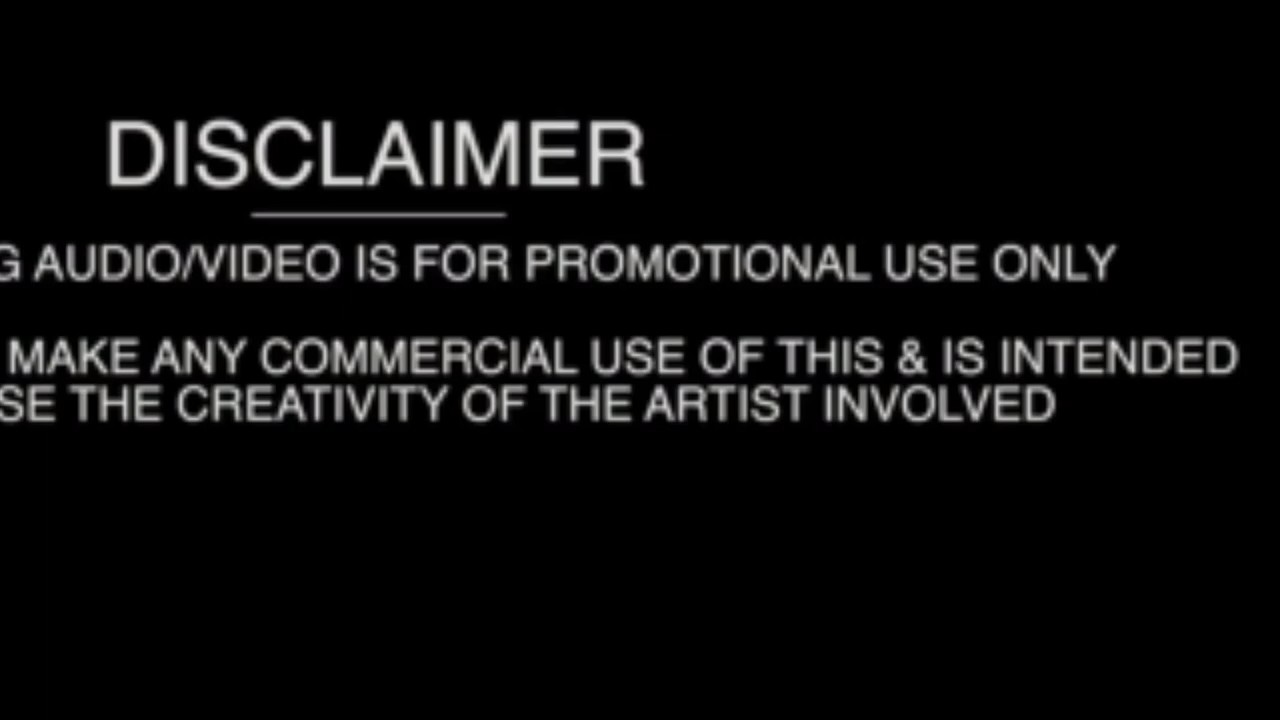 DISCLAIMER
G AUDIO/VIDEO IS FOR PROMOTIONAL USE ONLY
MAKE ANY COMMERCIAL USE OF THIS & IS INTENDED
SE THE CREATIVITY OF THE ARTIST INVOLVED